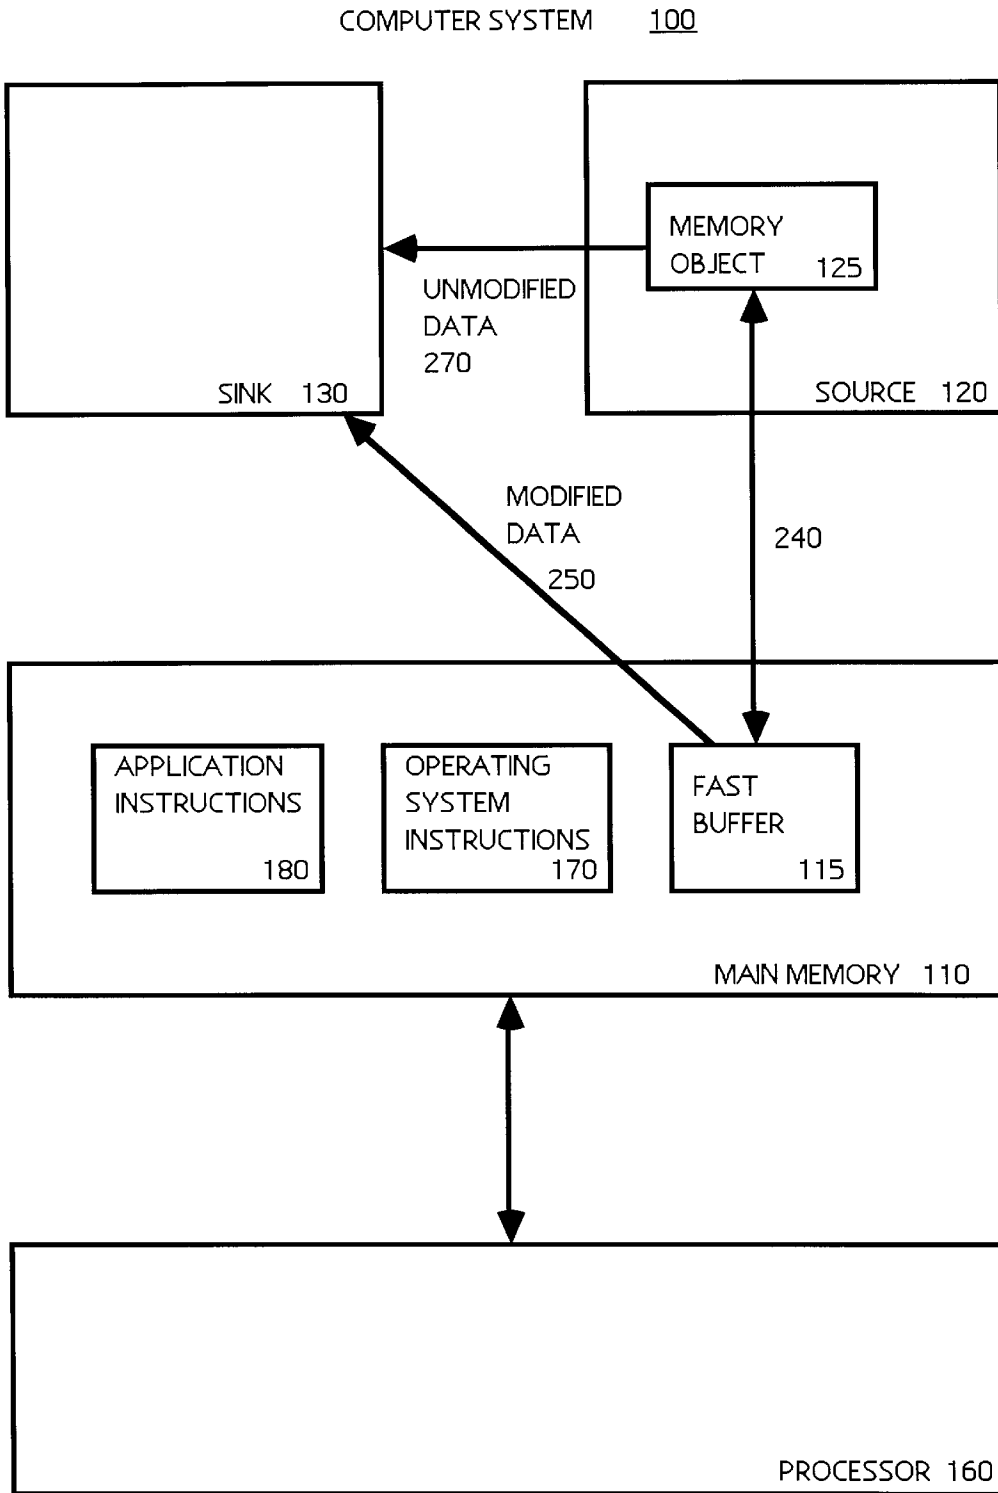 COMPUTER SYSTEM 100
MEMORY
OBJECT 125
UNMODIFIED
DATA
270
SINK 130
SOURCE 120
MODIFIED
DATA
250
240
APPLICATION
INSTRUCTIONS
180
OPERATING
SYSTEM
INSTRUCTIONS
170
FAST
BUFFER
115
MAIN MEMORY 110
PROCESSOR 160